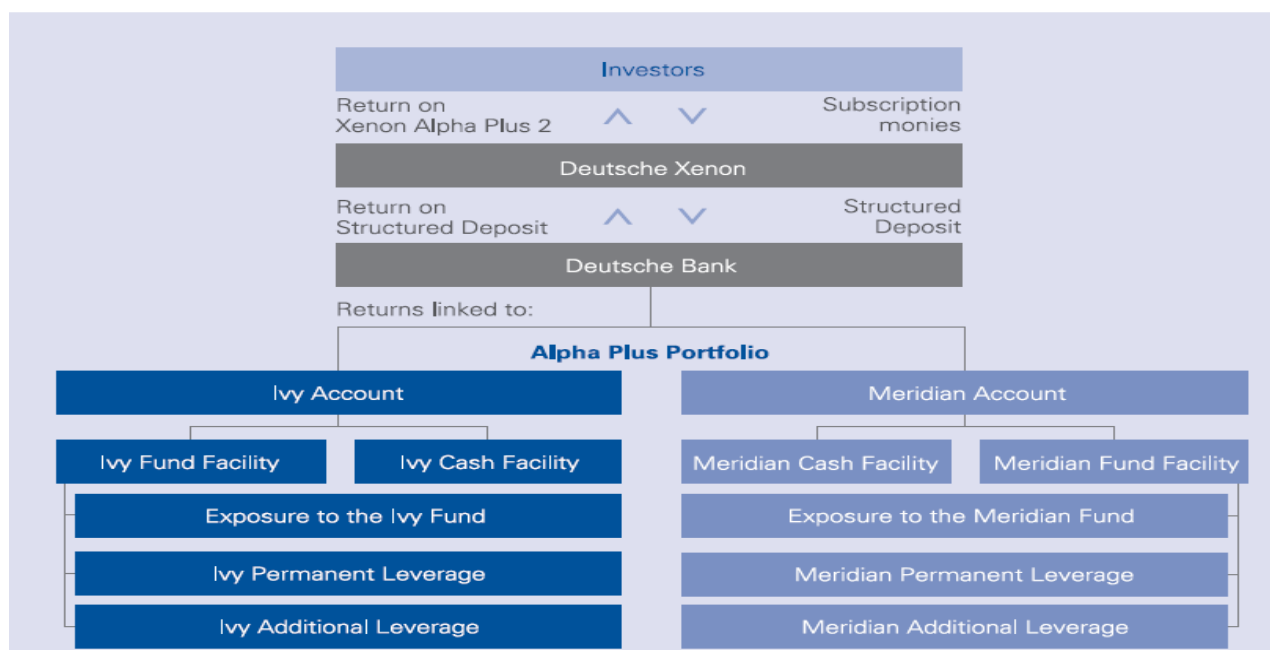 Investors
Return on
Xenon Alpha Plus 2
Subscription
monies
Deutsche Xenon
Return on
Structured Deposit
Structured
Deposit
Deutsche Bank
Returns linked to:
Alpha Plus Portfolio
Ivy Account
Meridian Account
Ivy Fund Facility
Ivy Cash Facility
Meridian Cash Facility
Meridian Fund Facility
Exposure to the Ivy Fund
Exposure to the Meridian Fund
Ivy Permanent Leverage
Meridian Permanent Leverage
Ivy Additional Leverage
Meridian Additional Leverage